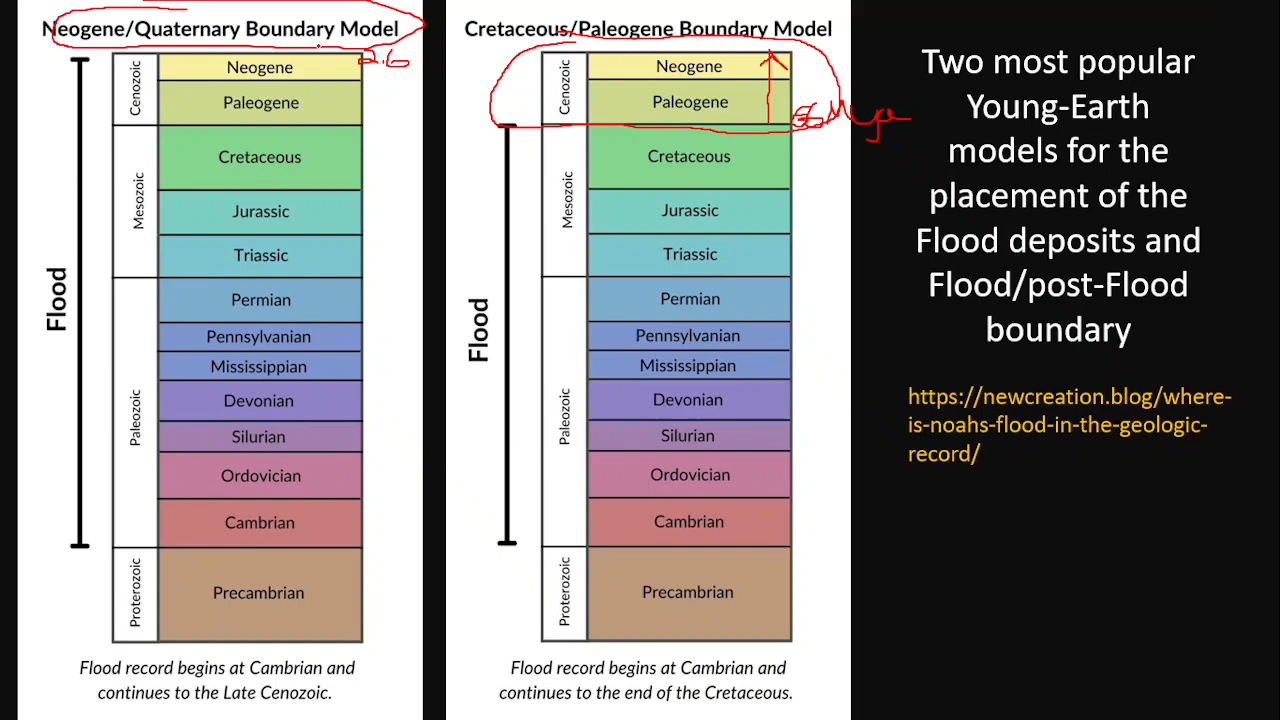 Neogene/Quaternary Boundary Model
2.6
Cenozoic
Neogene
Paleogene
Mesozoic
Cretaceous
Jurassic
Triassic
Flood
Paleozoic
Permian
Pennsylvanian
Mississippian
Devonian
Silurian
Ordovician
Cambrian
Proterozoic
Precambrian
Flood record begins at Cambrian and
continues to the Late Cenozoic.
Cretaceous/Paleogene Boundary Model
Cenozoic
Neogene
Paleogene
Mesozoic
Cretaceous
Jurassic
Triassic
Flood
Paleozoic
Permian
Pennsylvanian
Mississippian
Devonian
Silurian
Ordovician
Cambrian
Proterozoic
Precambrian
Flood record begins at Cambrian and
continues to the end of the Cretaceous.
Two most popular
Young-Earth
models for the
placement of the
Flood deposits and
Flood/post-Flood
boundary
https://newcreation.blog/where-
is-noahs-flood-in-the-geologic-
record/